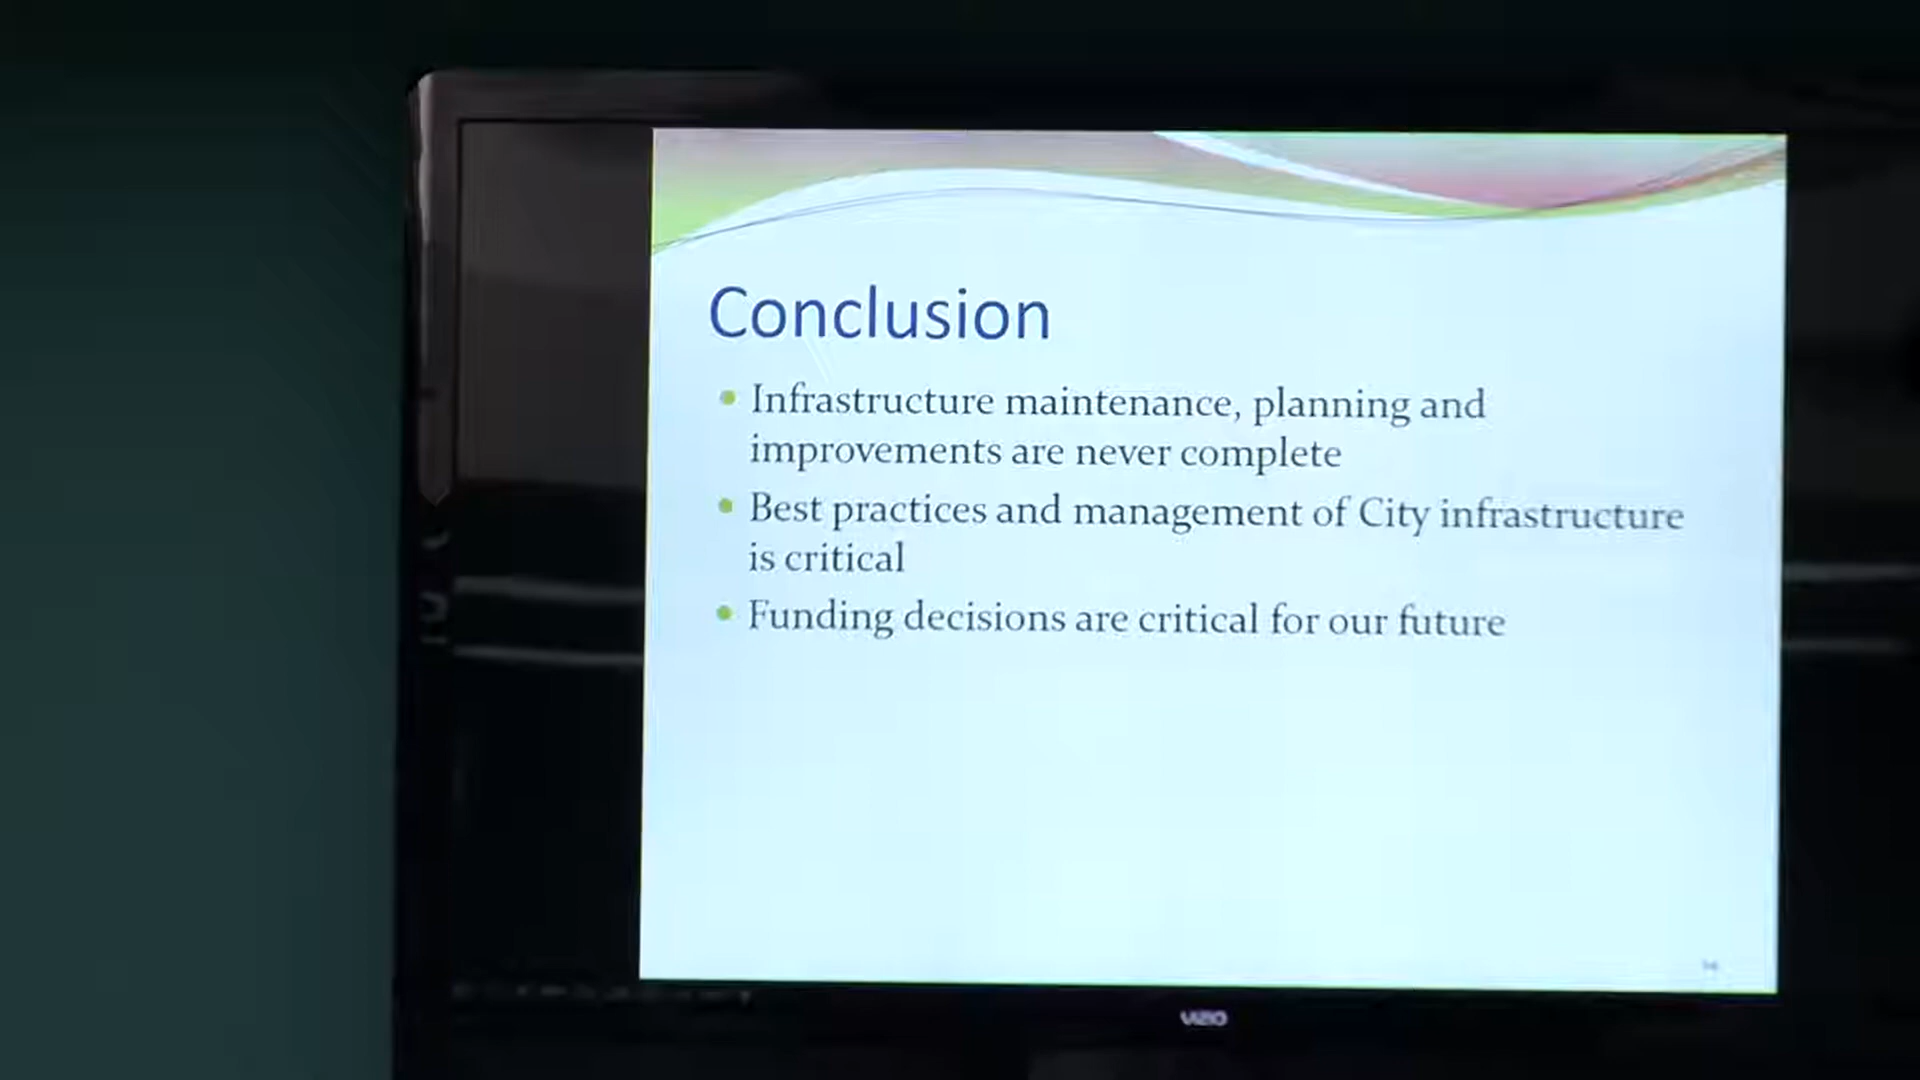 Conclusion
Infrastructure maintenance, planning and
improvements are never complete
Best practices and management of City infrastructure
is critical
Funding decisions are critical for our future
VIZIO